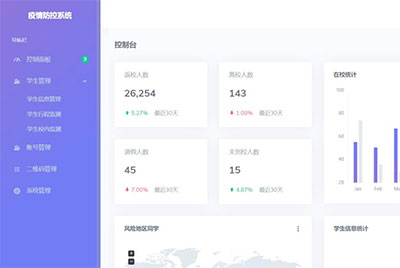 疫情防控系统
导航栏
控制面板
学生管理
学生信息管理
学生行程监测
学生校内监测
帐号管理
二维码管理
系统管理
控制台
返校人数
26,254
5.27% 最近30天
离校人数
143
1.08% 最近30天
请假人数
45
7.00% 最近30天
未到校人数
15
4.87% 最近30天
在校统计
100
80
60
40
20
Jan Feb Mar
风险地区同学
学生信息统计